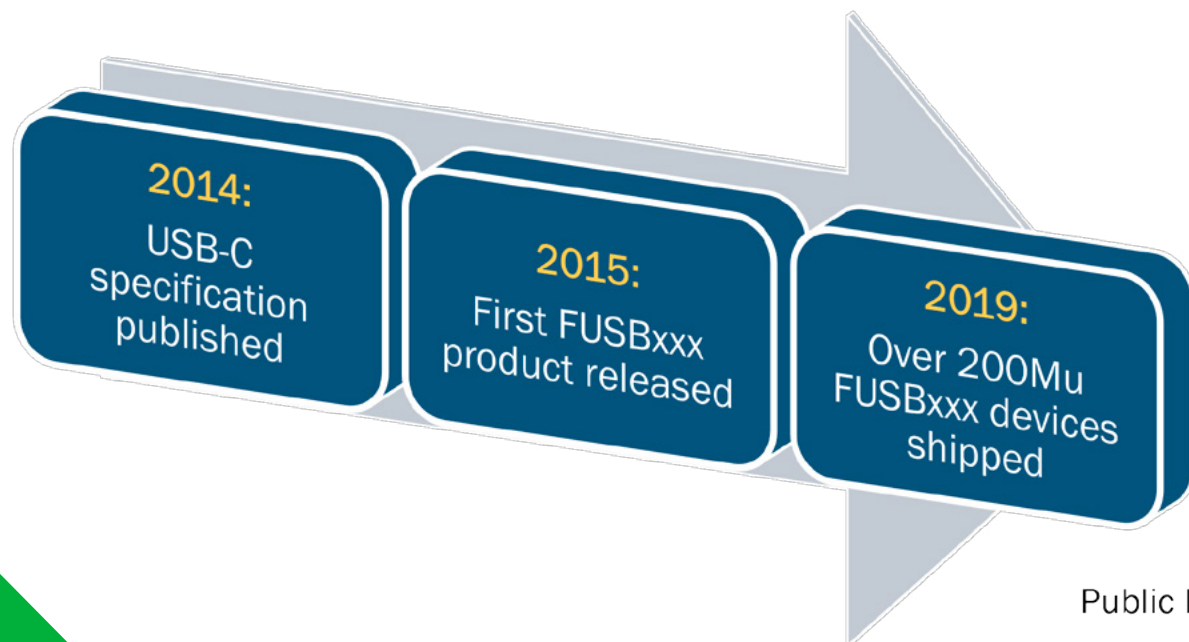 2014:
USB-C
specification
published
2015:
First FUSBxxx
product released
2019:
Over 200Mu
FUSBxxx devices
shipped
Public